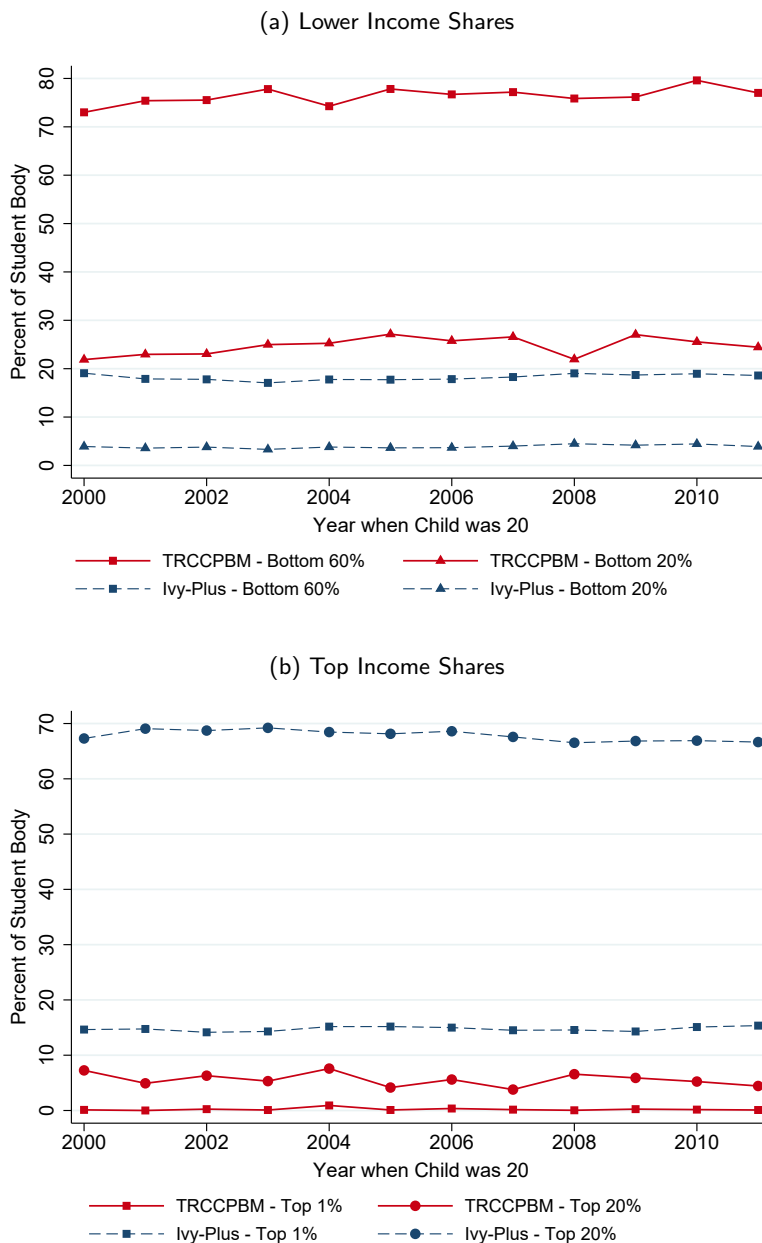 (a) Lower Income Shares
80
70
60
50
40
30
20
10
0
Percent of Student Body
2000 2002 2004 2006 2008 2010
Year when Child was 20
TRCCPBM - Bottom 60% TRCCPBM - Bottom 20%
Ivy-Plus - Bottom 60% Ivy-Plus - Bottom 20%
(b) Top Income Shares
70
60
50
40
30
20
10
0
Percent of Student Body
2000 2002 2004 2006 2008 2010
Year when Child was 20
TRCCPBM - Top 1% TRCCPBM - Top 20%
Ivy-Plus - Top 1% Ivy-Plus - Top 20%